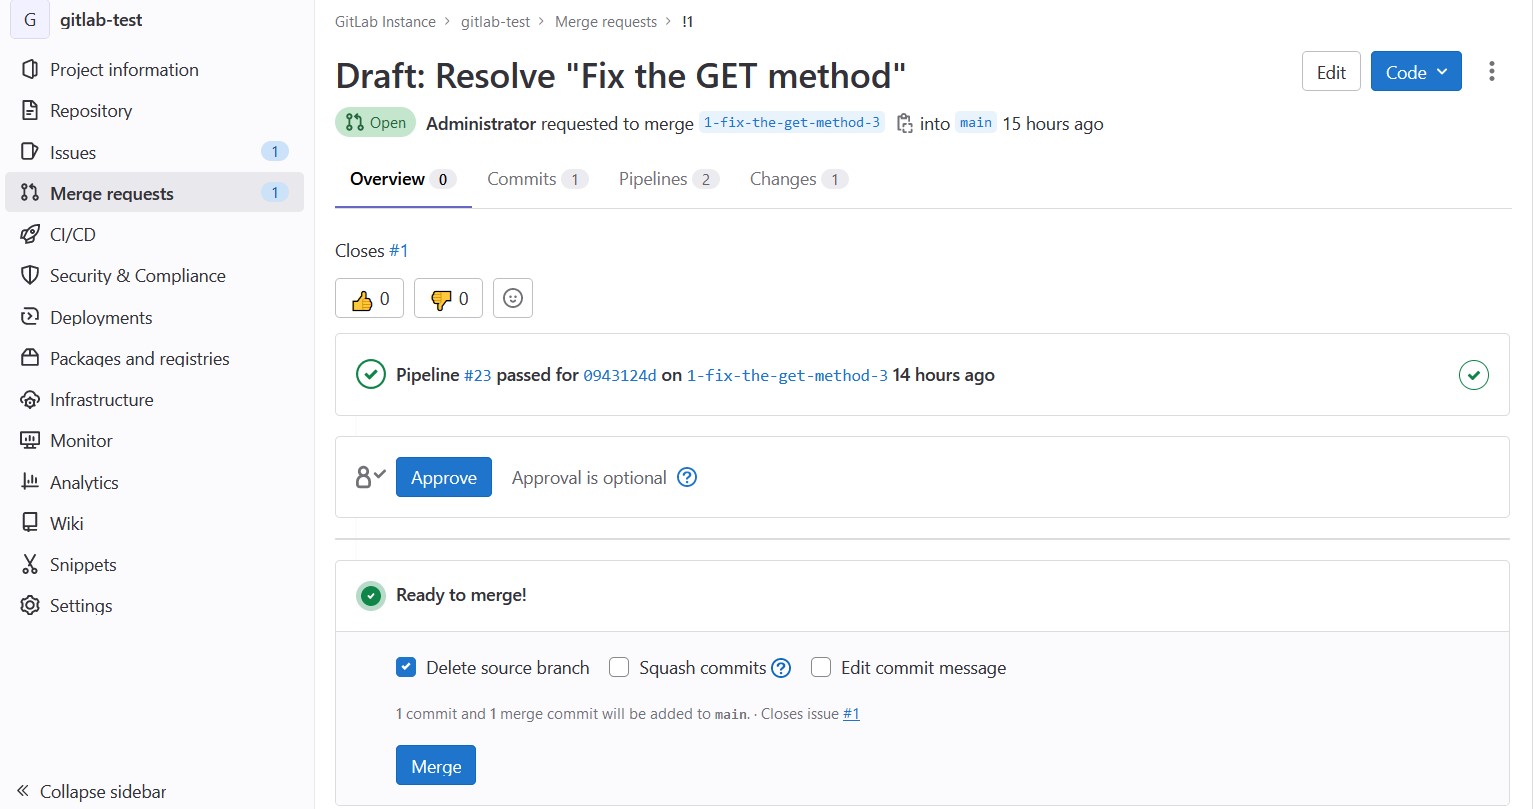 G gitlab-test
Project information
Repository
Issues 1
Merge requests 1
CI/CD
Security & Compliance
Deployments
Packages and registries
Infrastructure
Monitor
Analytics
Wiki
Snippets
Settings
Collapse sidebar
GitLab Instance > gitlab-test > Merge requests > !1
Draft: Resolve "Fix the GET method"
Edit
Code
Open Administrator requested to merge 1-fix-the-get-method-3 into main 15 hours ago
Overview 0 Commits 1 Pipelines 2 Changes 1
Closes #1
0 0
Pipeline #23 passed for 0943124d on 1-fix-the-get-method-3 14 hours ago
Approve Approval is optional ?
Ready to merge!
Delete source branch Squash commits ? Edit commit message
1 commit and 1 merge commit will be added to main. · Closes issue #1
Merge